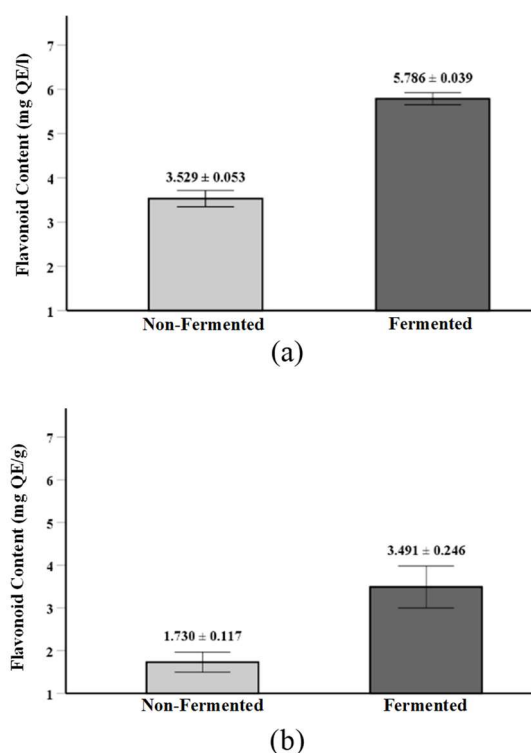 Flavonoid Content (mg QE/l)
7
6
5
4
3
2
1
3.529 ± 0.053
5.786 ± 0.039
Non-Fermented
Fermented
(a)
Flavonoid Content (mg QE/g)
7
6
5
4
3
2
1
1.730 ± 0.117
3.491 ± 0.246
Non-Fermented
Fermented
(b)